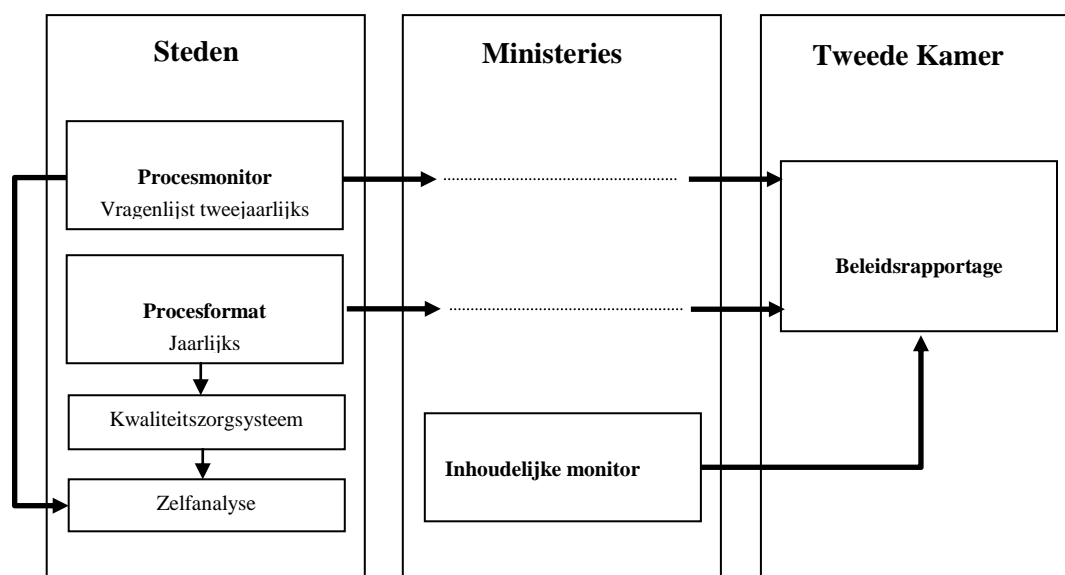 Steden
Ministeries
Tweede Kamer
Procesmonitor
Vragenlijst tweejaarlijks
Procesformat
Jaarlijks
Kwaliteitszorgsysteem
Zelfanalyse
Inhoudelijke monitor
Beleidsrapportage